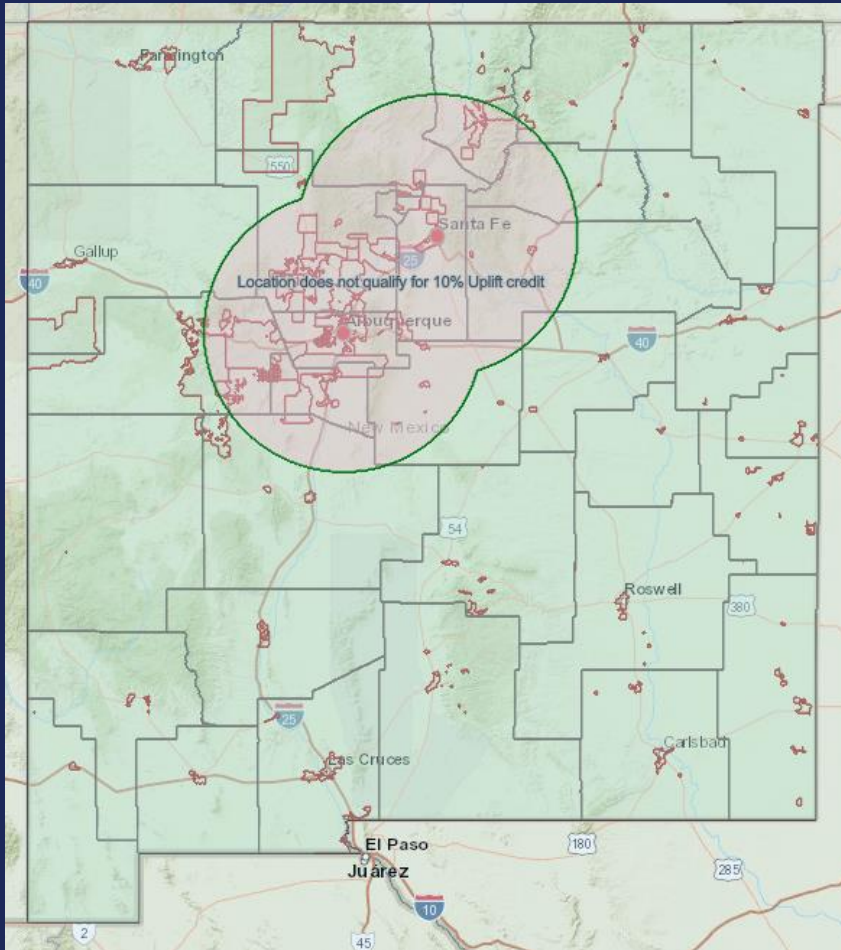 Farmington
550
Santa Fe
Gallup
25
40
Location does not qualify for 10% Uplift credit
Albuquerque
40
New Mexico
54
Roswell
380
25
Carlsbad
Las Cruces
El Paso
180
Juárez
285
10
2
45